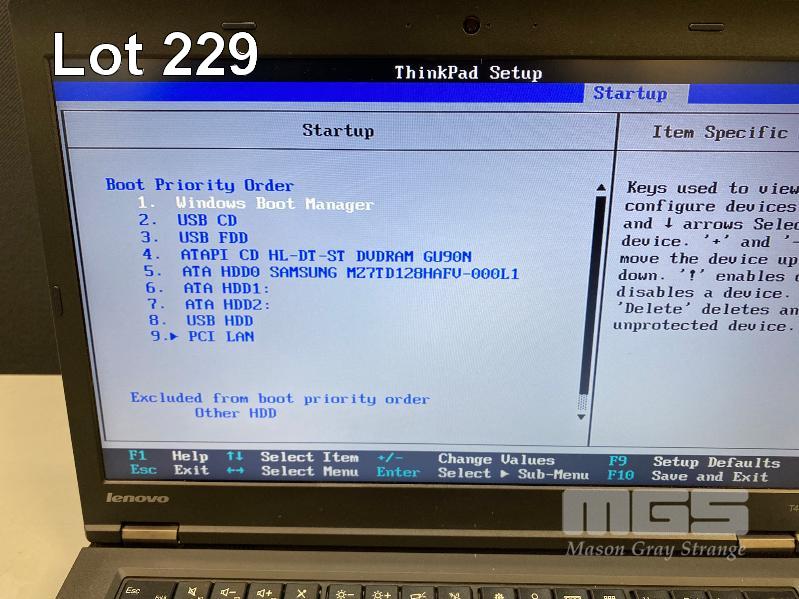 Lot 229
ThinkPad Setup
Startup
Startup
Item Specific
Boot Priority Order
1. Windows Boot Manager
2. USB CD
3. USB FDD
4. ATAPI CD HL-DT-ST DVDRAM GU90N
5. ATA HDD0 SAMSUNG MZ7TD128HAFV-000L1
6. ATA HDD1:
7. ATA HDD2:
8. USB HDD
9.▶ PCI LAN
Excluded from boot priority order
Other HDD
Keys used to view
configure devices
and ↓ arrows Selec
device. '+' and '-
move the device up
down. '!' enables o
disables a device.
'Delete' deletes an
unprotected device.
F1 Help ↑↓ Select Item +/- Change Values F9 Setup Defaults
Esc Exit ↔ Select Menu Enter Select ▶ Sub-Menu F10 Save and Exit
lenovo
T4
MGS
Mason Gray Strange
Esc